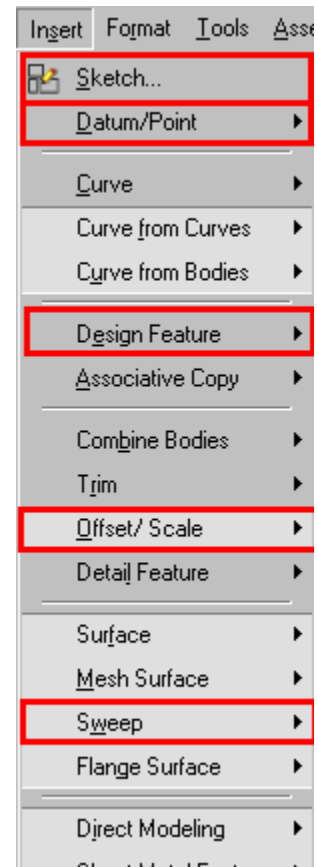 Insert Format Tools
Sketch...
Datum/Point
Curve
Curve from Curves
Curve from Bodies
Design Feature
Associative Copy
Combine Bodies
Trim
Offset/ Scale
Detail Feature
Surface
Mesh Surface
Sweep
Flange Surface
Direct Modeling